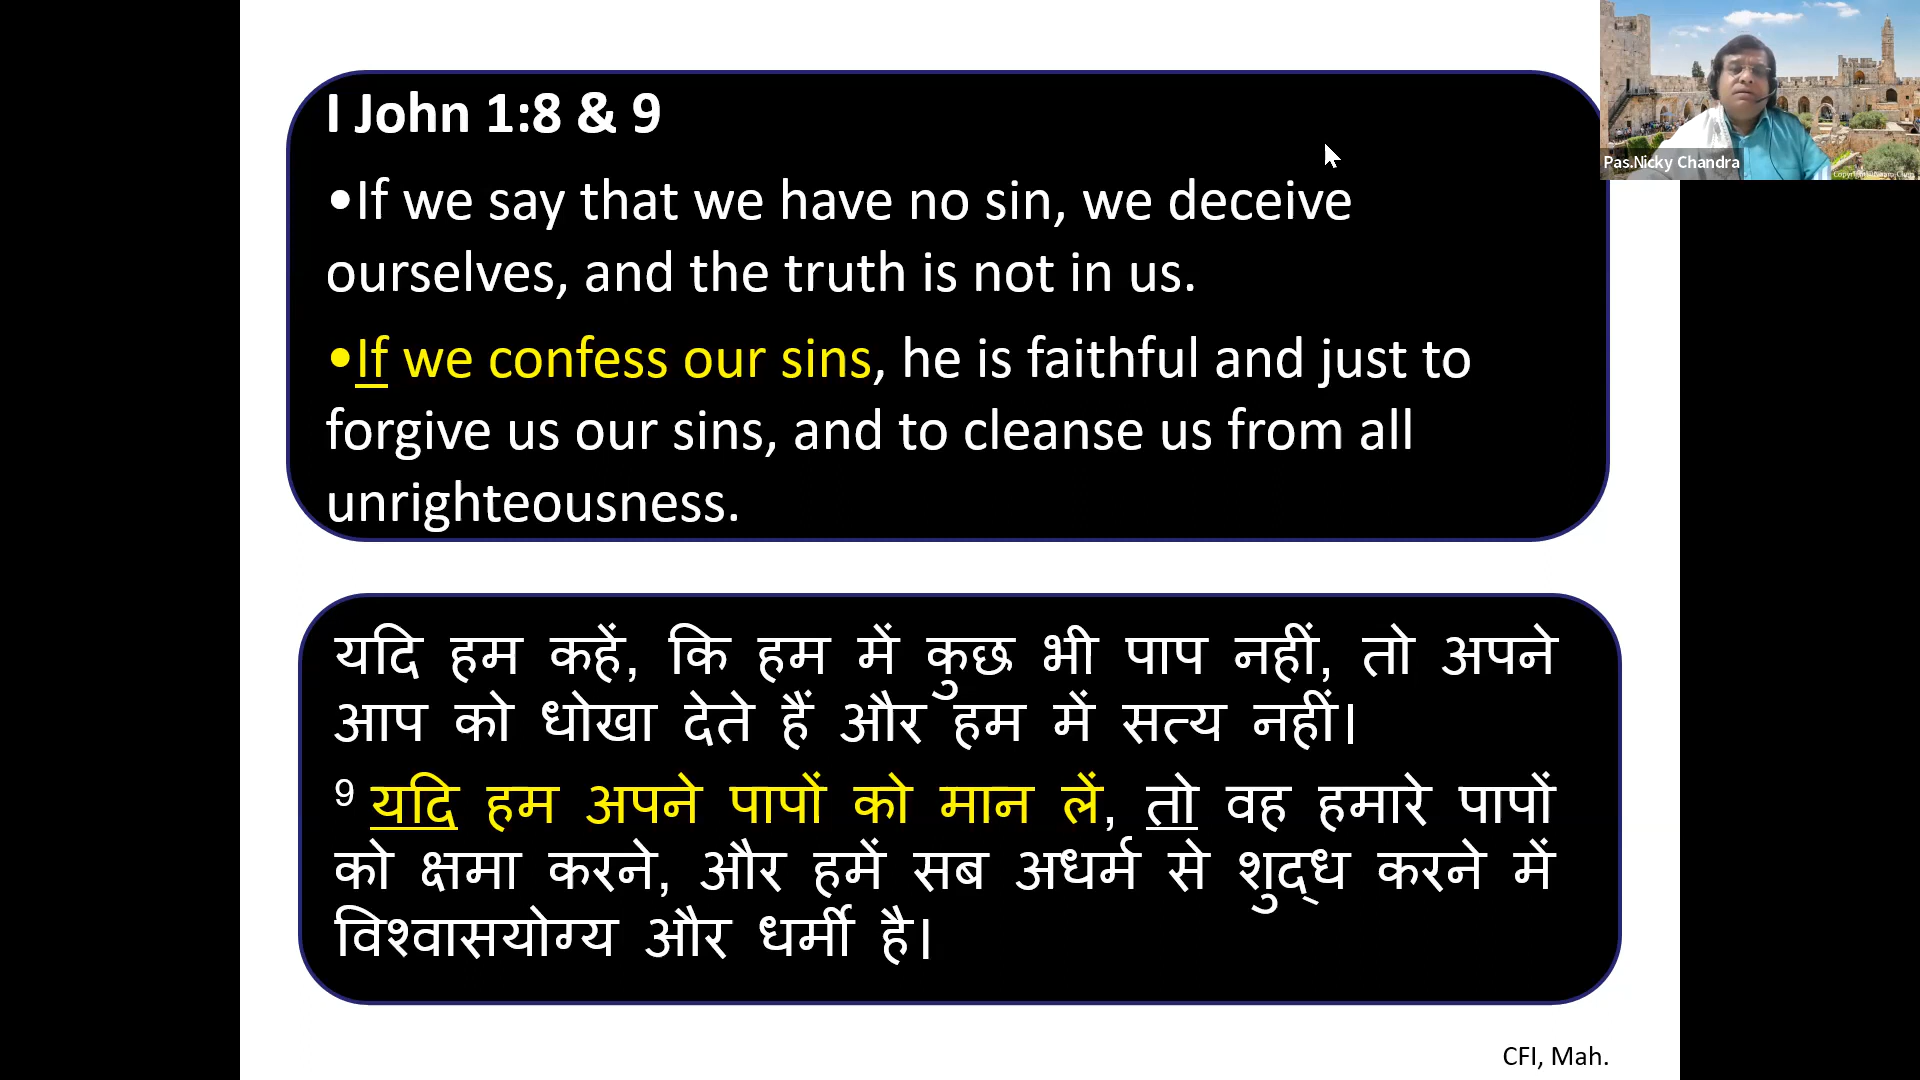 I John 1:8 & 9
•If we say that we have no sin, we deceive
ourselves, and the truth is not in us.
•If we confess our sins, he is faithful and just to
forgive us our sins, and to cleanse us from all
unrighteousness.
यदि हम कहें, कि हम में कुछ भी पाप नहीं, तो अपने
आप को धोखा देते हैं और हम में सत्य नहीं।
9 यदि हम अपने पापों को मान लें, तो वह हमारे पापों
को क्षमा करने, और हमें सब अधर्म से शुद्ध करने में
विश्वासयोग्य और धर्मी है।
CFI, Mah.
Pas.Nicky Chandra